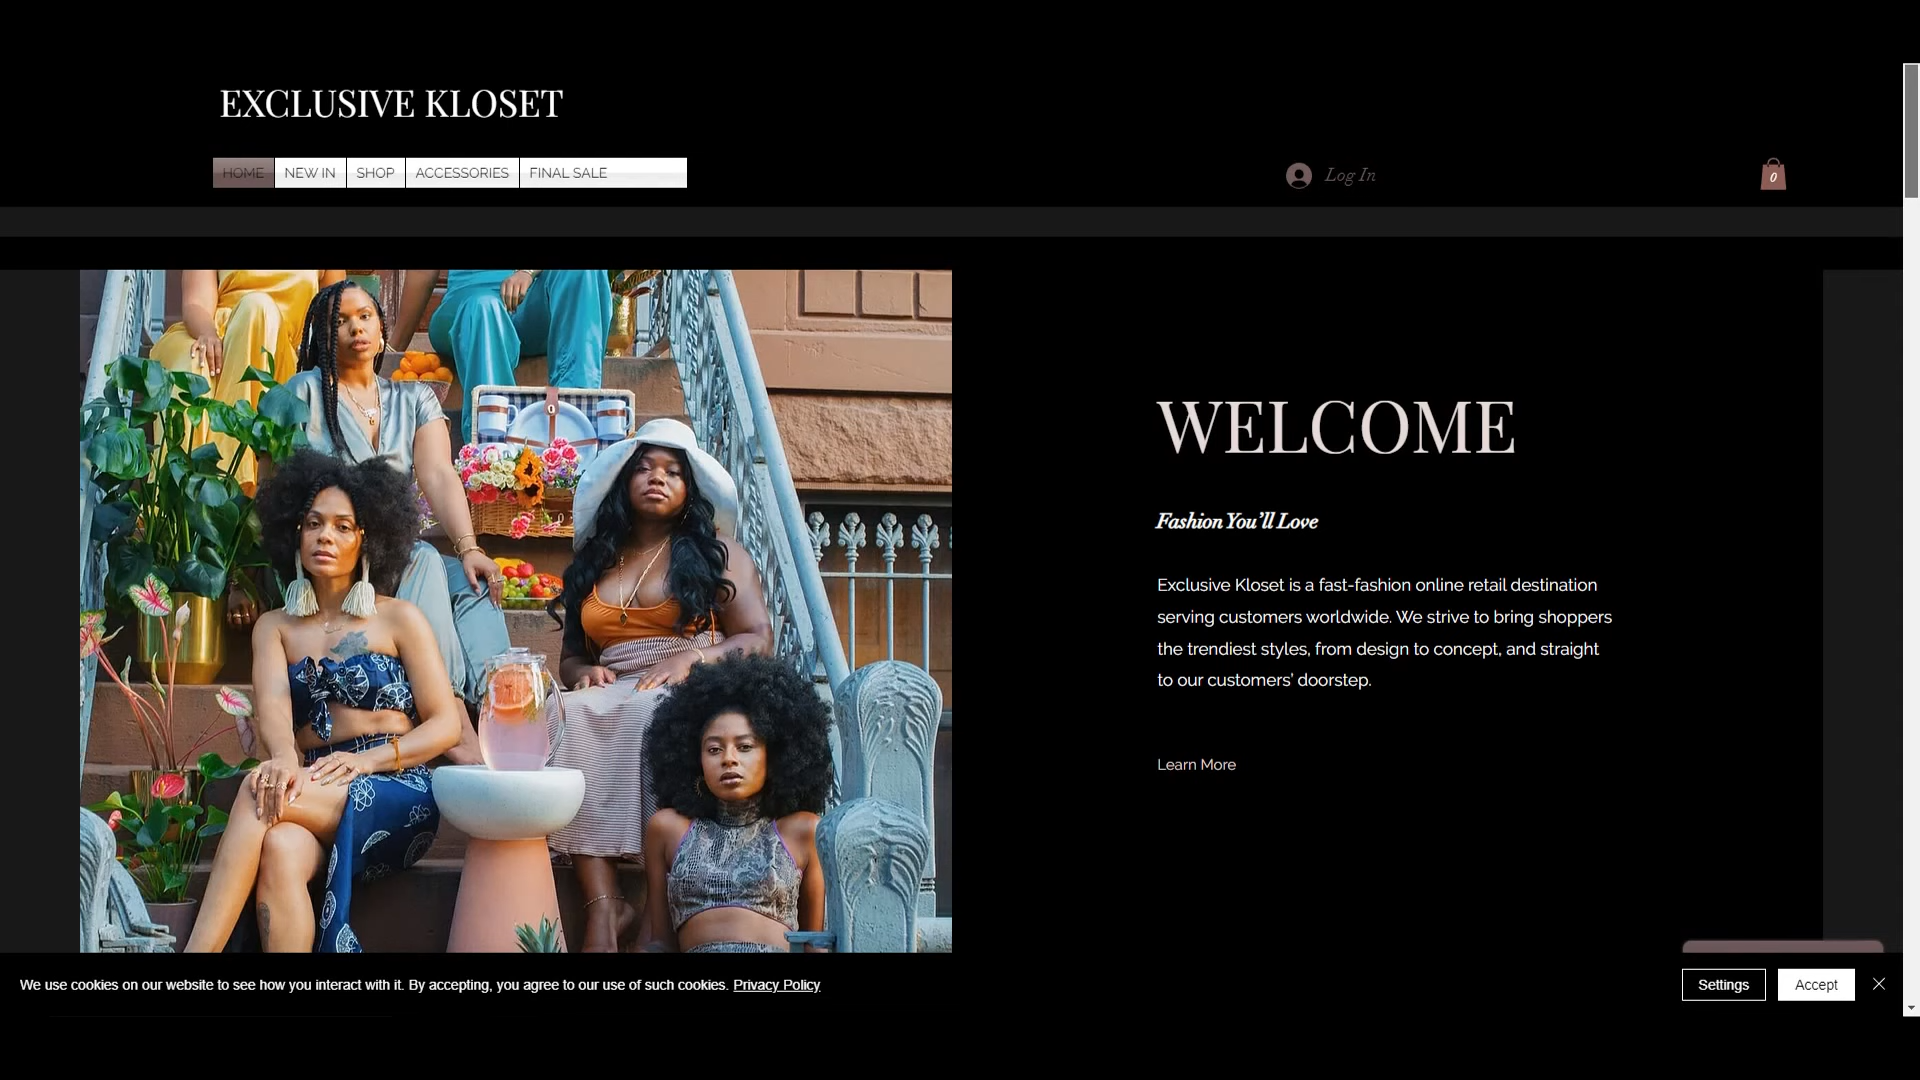 EXCLUSIVE KLOSET
HOME NEW IN SHOP ACCESSORIES FINAL SALE
Log In
0
WELCOME
Fashion You'll Love
Exclusive Kloset is a fast-fashion online retail destination
serving customers worldwide. We strive to bring shoppers
the trendiest styles, from design to concept, and straight
to our customers' doorstep.
Learn More
We use cookies on our website to see how you interact with it. By accepting, you agree to our use of such cookies. Privacy Policy
Settings Accept